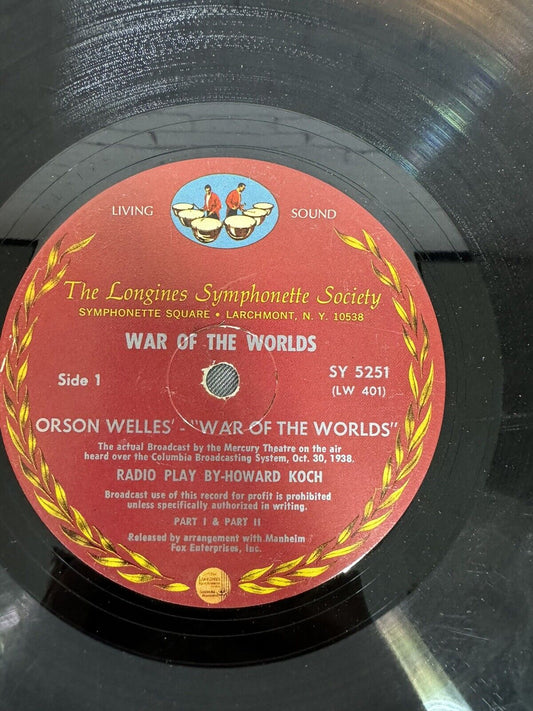 LIVING SOUND
The Longines Symphonette Society
SYMPHONETTE SQUARE • LARCHMONT, N. Y. 10538
WAR OF THE WORLDS
Side 1
SY 5251
(LW 401)
ORSON WELLES' - "WAR OF THE WORLDS"
The actual Broadcast by the Mercury Theatre on the air
heard over the Columbia Broadcasting System, Oct. 30, 1938.
RADIO PLAY BY-HOWARD KOCH
Broadcast use of this record for profit is prohibited
unless specifically authorized in writing.
PART I & PART II
Released by arrangement with Manheim
Fox Enterprises, Inc.